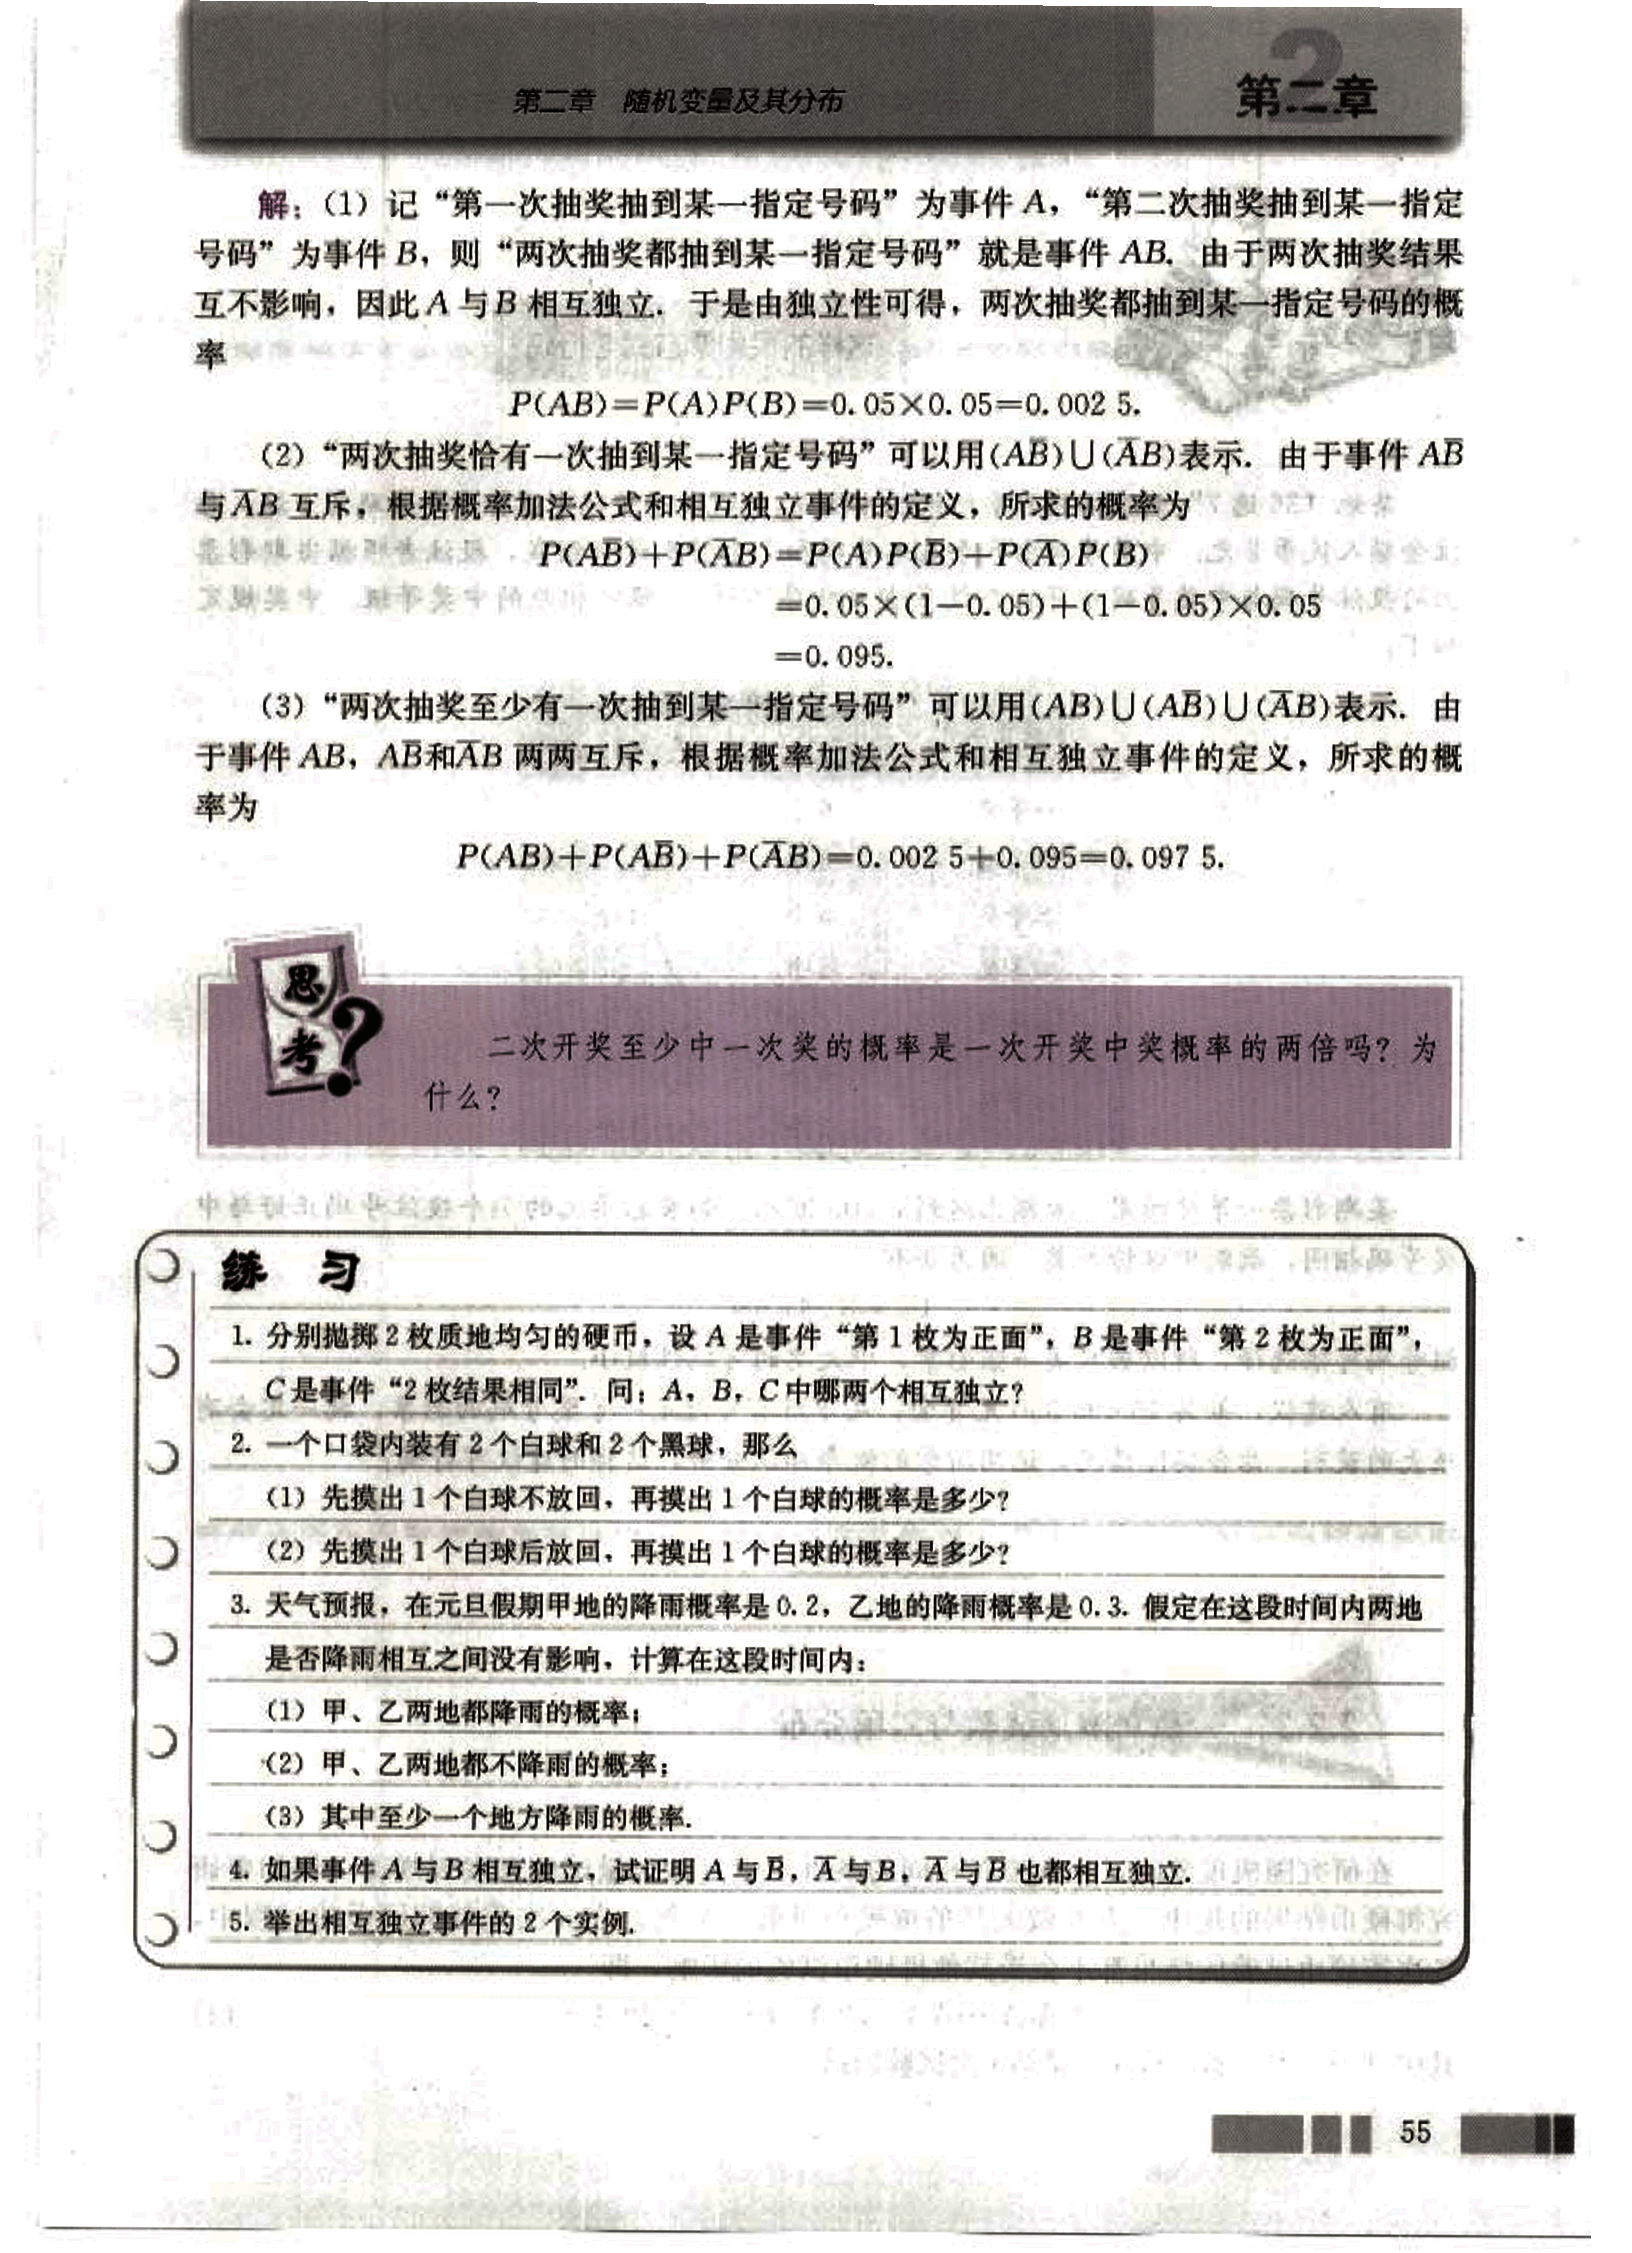 第二章 随机变量及其分布
第二章
解：(1) 记“第一次抽奖抽到某一指定号码”为事件 A，“第二次抽奖抽到某一指定
号码”为事件 B，则“两次抽奖都抽到某一指定号码”就是事件 AB. 由于两次抽奖结果
互不影响，因此 A 与 B 相互独立. 于是由独立性可得，两次抽奖都抽到某一指定号码的概
率
P(AB)=P(A)P(B)=0.05×0.05=0.002 5.
(2)“两次抽奖恰有一次抽到某一指定号码”可以用(AB̅)∪(A̅B)表示. 由于事件 AB̅
与A̅B 互斥，根据概率加法公式和相互独立事件的定义，所求的概率为
P(AB̅)+P(A̅B)=P(A)P(B̅)+P(A̅)P(B)
=0.05×(1−0.05)+(1−0.05)×0.05
=0.095.
(3)“两次抽奖至少有一次抽到某一指定号码”可以用(AB)∪(AB̅)∪(A̅B)表示. 由
于事件 AB，AB̅和A̅B 两两互斥，根据概率加法公式和相互独立事件的定义，所求的概
率为
P(AB)+P(AB̅)+P(A̅B)=0.002 5+0.095=0.097 5.
思考?
二次开奖至少中一次奖的概率是一次开奖中奖概率的两倍吗？为
什么？
练 习
1. 分别抛掷 2 枚质地均匀的硬币，设 A 是事件“第 1 枚为正面”，B 是事件“第 2 枚为正面”，
C 是事件“2 枚结果相同”. 问：A，B，C 中哪两个相互独立？
2. 一个口袋内装有 2 个白球和 2 个黑球，那么
(1) 先摸出 1 个白球不放回，再摸出 1 个白球的概率是多少？
(2) 先摸出 1 个白球后放回，再摸出 1 个白球的概率是多少？
3. 天气预报，在元旦假期甲地的降雨概率是 0.2，乙地的降雨概率是 0.3. 假定在这段时间内两地
是否降雨相互之间没有影响，计算在这段时间内：
(1) 甲、乙两地都降雨的概率；
(2) 甲、乙两地都不降雨的概率；
(3) 其中至少一个地方降雨的概率.
4. 如果事件 A 与 B 相互独立，试证明 A 与 B̅，A̅ 与 B，A̅ 与 B̅ 也都相互独立.
5. 举出相互独立事件的 2 个实例.
55